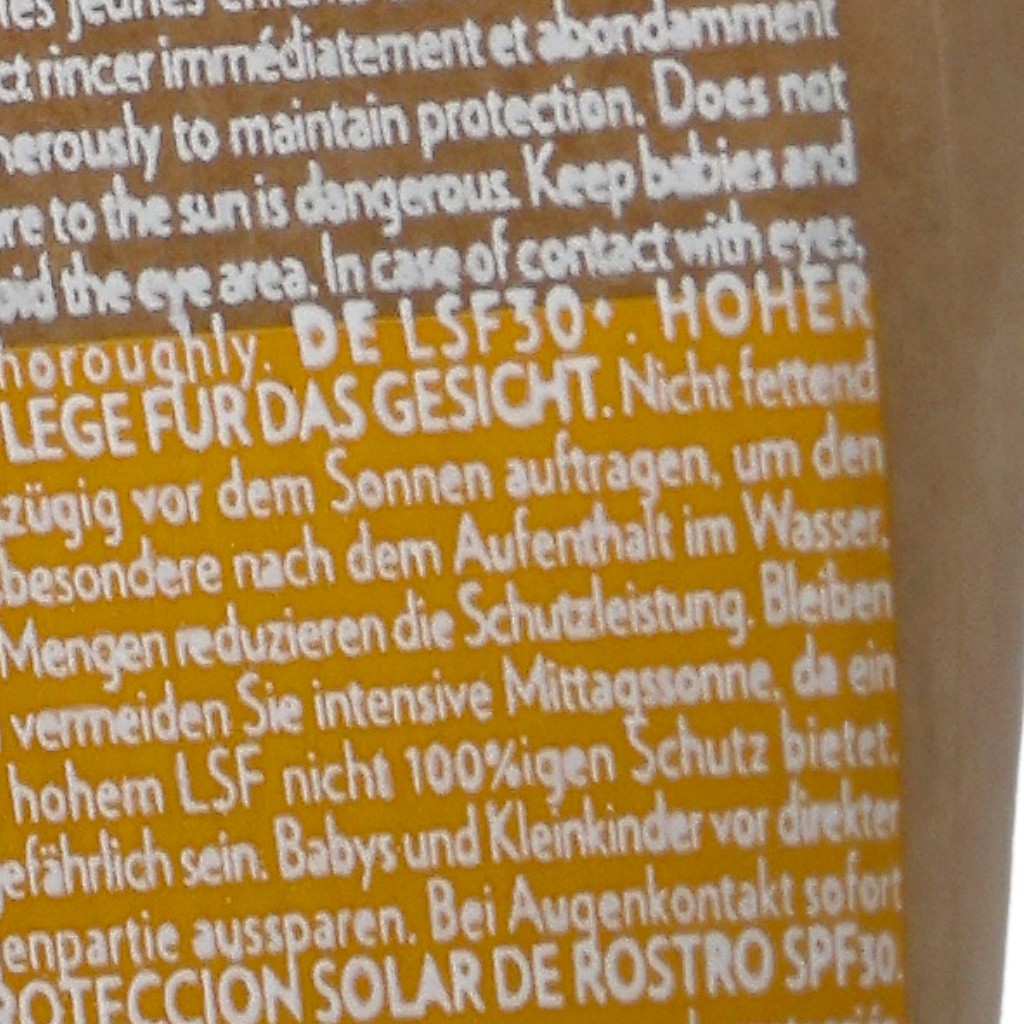 les jeunes
ct rincer immédiatement et abondamment
nerously to maintain protection. Does not
re to the sun is dangerous. Keep babies and
oid the eye area. In case of contact with eyes,
horoughly. DE LSF30+. HOHER
LEGE FUR DAS GESICHT. Nicht fettend
zügig vor dem Sonnen auftragen, um den
besondere nach dem Aufenthalt im Wasser,
Mengen reduzieren die Schutzleistung. Bleiben
vermeiden Sie intensive Mittagssonne, da ein
hohem LSF nicht 100%igen Schutz bietet.
gefährlich sein. Babys und Kleinkinder vor direkter
enpartie aussparen. Bei Augenkontakt sofort
ROTECCION SOLAR DE ROSTRO SPF30.